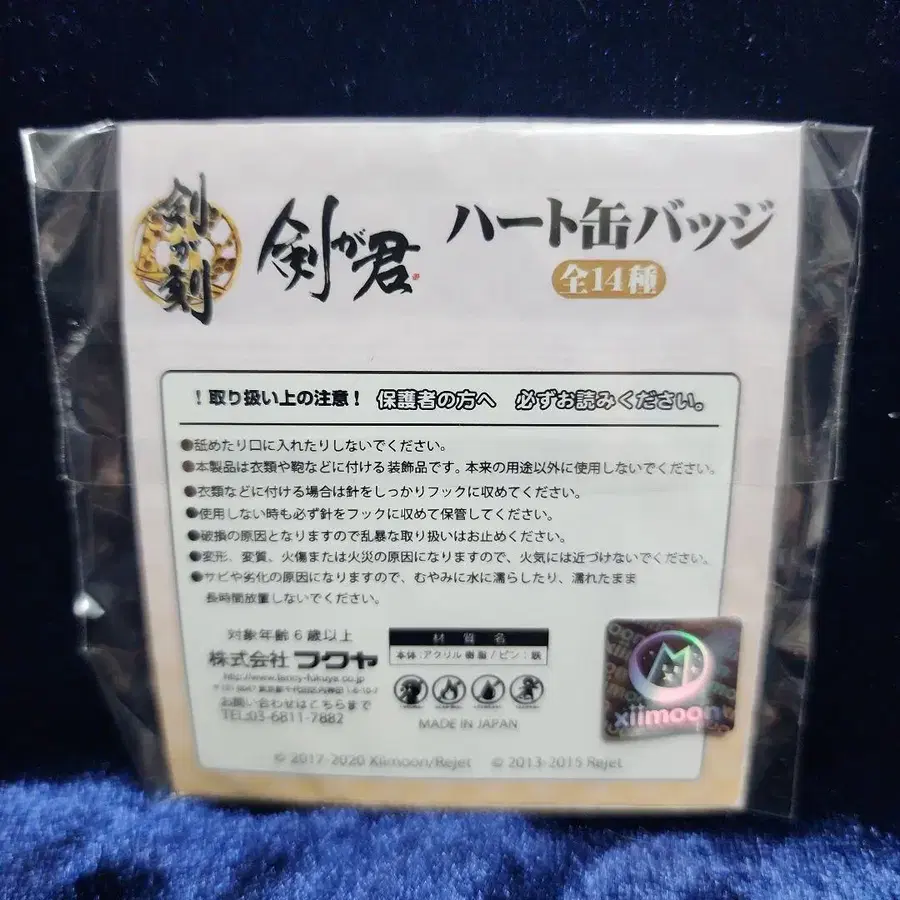 剣が刻
剣が君
ハート缶バッジ
全14種
！取り扱い上の注意！ 保護者の方へ 必ずお読みください。
●舐めたり口に入れたりしないでください。
●本製品は衣類や鞄などに付ける装飾品です。本来の用途以外に使用しないでください。
●衣類などに付ける場合は針をしっかりフックに収めてください。
●使用しない時も必ず針をフックに収めて保管してください。
●破損の原因となりますので乱暴な取り扱いはお止めください。
●変形、変質、火傷または火災の原因になりますので、火気には近づけないでください。
●サビや劣化の原因になりますので、むやみに水に濡らしたり、濡れたまま
長時間放置しないでください。
対象年齢6歳以上
株式会社フクヤ
http://www.fancy-fukuya.co.jp
お問い合わせはこちらまで
TEL:03-6811-7882
材質名
本体:アクリル樹脂/ピン:鉄
MADE IN JAPAN
xiimoon
© 2017-2020 Xiimoon/Rejet © 2013-2015 Rejet